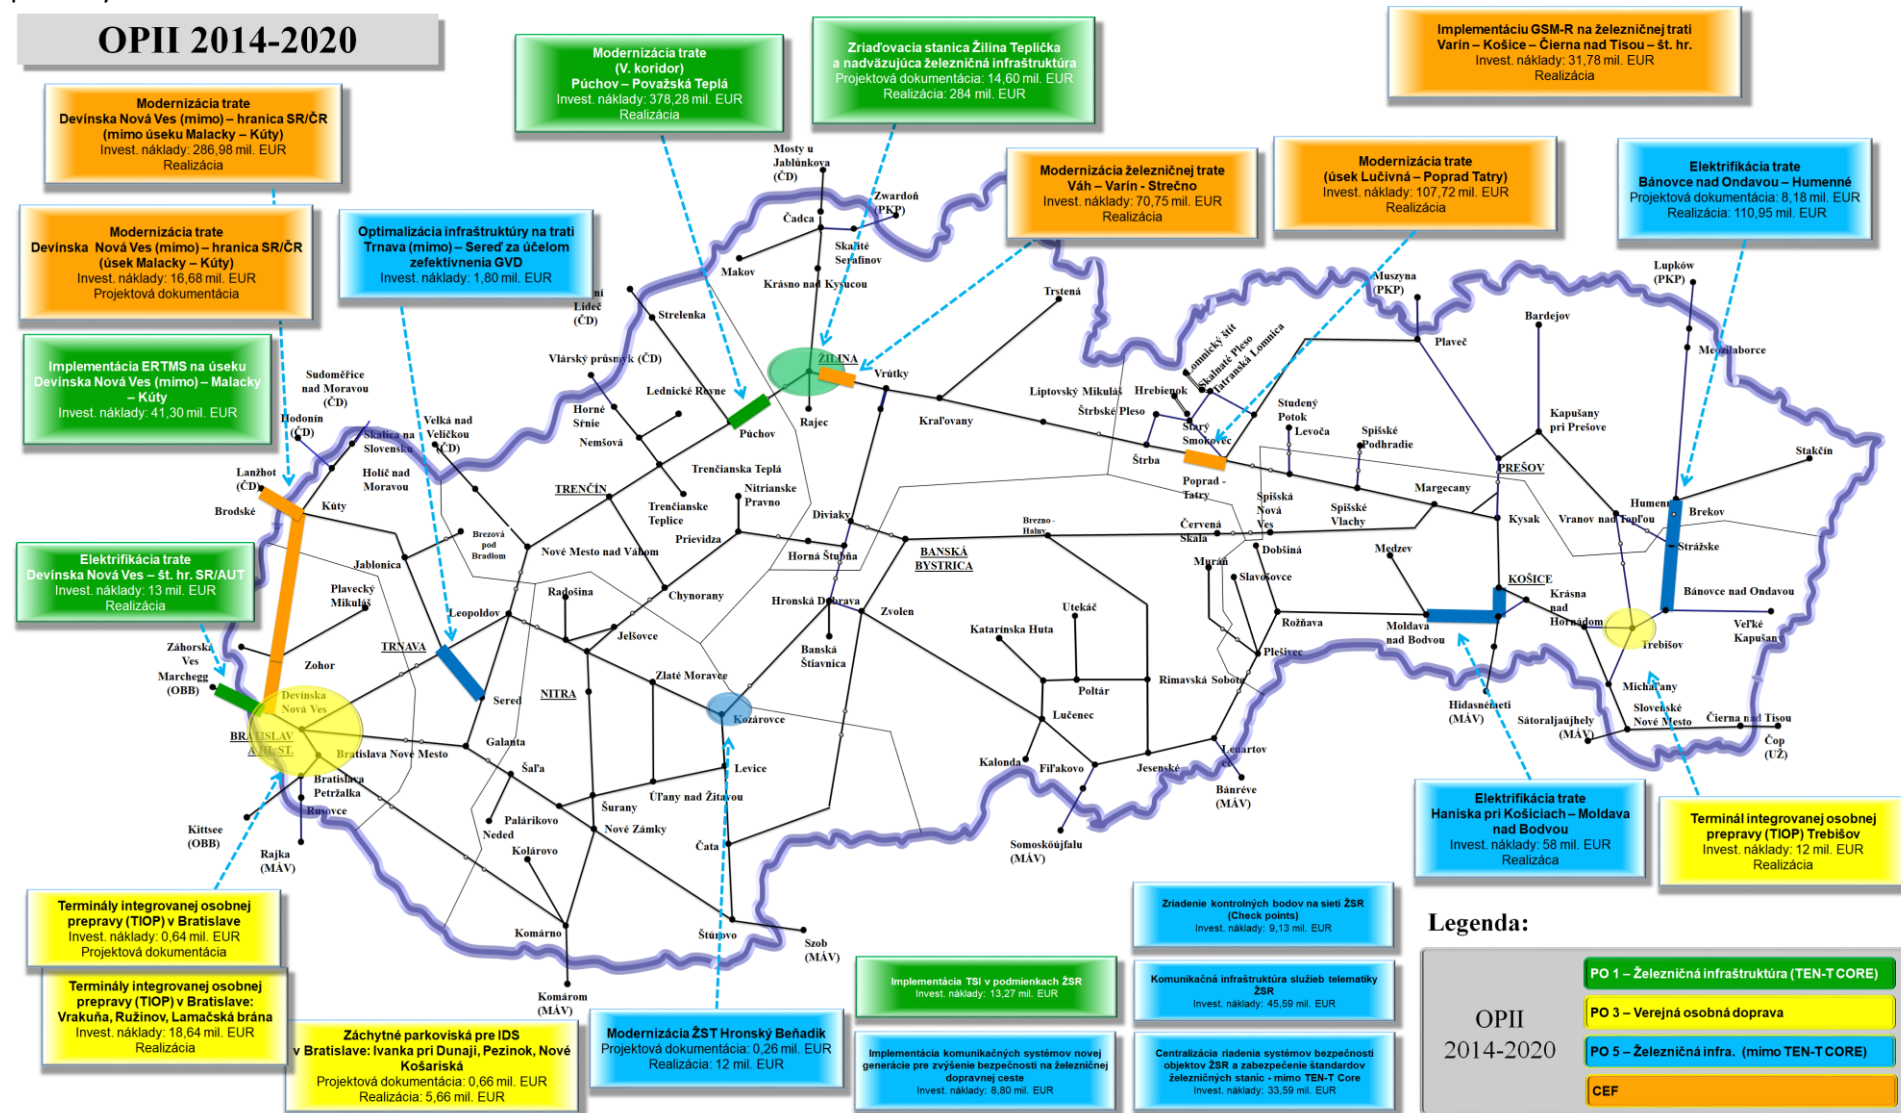 OPII 2014-2020
Modernizácia trate
(V. koridor)
Púchov – Považská Teplá
Invest. náklady: 378,28 mil. EUR
Realizácia
Zriaďovacia stanica Žilina Teplička
a nadväzujúca železničná infraštruktúra
Projektová dokumentácia: 14,60 mil. EUR
Realizácia: 284 mil. EUR
Implementáciu GSM-R na železničnej trati
Varín – Košice – Čierna nad Tisou – št. hr.
Invest. náklady: 31,78 mil. EUR
Realizácia
Modernizácia trate
Devínska Nová Ves (mimo) – hranica SR/ČR
(mimo úseku Malacky – Kúty)
Invest. náklady: 286,98 mil. EUR
Realizácia
Modernizácia železničnej trate
Váh – Varín - Strečno
Invest. náklady: 70,75 mil. EUR
Realizácia
Modernizácia trate
(úsek Lučivná – Poprad Tatry)
Invest. náklady: 107,72 mil. EUR
Realizácia
Elektrifikácia trate
Bánovce nad Ondavou – Humenné
Projektová dokumentácia: 8,18 mil. EUR
Realizácia: 110,95 mil. EUR
Modernizácia trate
Devínska Nová Ves (mimo) – hranica SR/ČR
(úsek Malacky – Kúty)
Invest. náklady: 16,68 mil. EUR
Projektová dokumentácia
Optimalizácia infraštruktúry na trati
Trnava (mimo) – Sereď za účelom
zefektívnenia GVD
Invest. náklady: 1,80 mil. EUR
Implementácia ERTMS na úseku
Devínska Nová Ves (mimo) – Malacky
– Kúty
Invest. náklady: 41,30 mil. EUR
Elektrifikácia trate
Devínska Nová Ves – št. hr. SR/AUT
Invest. náklady: 13 mil. EUR
Realizácia
Mosty u
Jablůnkova
(ČD)
Zwardoň
(PKP)
Čadca
Skalité
Serafínov
Makov
Krásno nad Kysucou
Lideč
(ČD)
Strelenka
Vlárský průsmyk (ČD)
Lednické Rovne
Horné
Sŕnie
Nemšová
Púchov
ŽILINA
Rajec
Vrútky
Trstená
Kraľovany
Liptovský Mikuláš
Štrbské Pleso
Hrebienok
Lomnický štít
Skalnaté Pleso
Tatranská Lomnica
Starý
Smokovec
Štrba
Poprad -
Tatry
Studený
Potok
Levoča
Spišské
Podhradie
Muszyna
(PKP)
Plaveč
Bardejov
Lupków
(PKP)
Medzilaborce
Kapušany
pri Prešove
Stakčín
PREŠOV
Margecany
Kysak
Humenn
Brekov
Vranov nad Topľou
Strážske
Spišská
Nová
Ves
Spišské
Vlachy
Sudoměřice
nad Moravou
(ČD)
Hodonín
(ČD)
Skalica na
Slovensku
Holíč nad
Moravou
Velká nad
Veličkou
(ČD)
Lanžhot
(ČD)
Brodské
Kúty
TRENČÍN
Trenčianska Teplá
Trenčianske
Teplice
Nitrianske
Pravno
Prievidza
Diviaky
Horná Štubňa
Brezová
pod
Bradlom
Nové Mesto nad Váhom
Jablonica
Plavecký
Mikuláš
Leopoldov
Radošina
Jelšovce
Chynorany
BANSKÁ
BYSTRICA
Brezno -
Halny
Červená
Skala
Hronská Dúbrava
Zvolen
Banská
Štiavnica
Zlaté Moravce
Kozárovce
Utekáč
Katarínska Huta
Poltár
Lučenec
Muráň
Slavošovce
Dobšiná
Rožňava
Plešivec
Medzev
Moldava
nad Bodvou
KOŠICE
Krásna
nad
Hornádom
Trebišov
Bánovce nad Ondavou
Veľké
Kapušany
Michaľany
Slovenské
Nové Mesto
Čierna nad Tisou
Čop
(UŽ)
Sátoraljaújhely
(MÁV)
Hidasnémeti
(MÁV)
Rimavská Sobota
Lenartov
ce
Bánréve
(MÁV)
Jesenské
Fiľakovo
Kalonda
Somoskőújfalu
(MÁV)
Záhorská
Ves
Marchegg
(OBB)
Zohor
TRNAVA
Sered
NITRA
Devínska
Nová Ves
BRATISLAV
A HL.ST.
Bratislava Nové Mesto
Bratislava
Petržalka
Rusovce
Kittsee
(OBB)
Rajka
(MÁV)
Galanta
Šaľa
Neded
Palárikovo
Kolárovo
Šurany
Nové Zámky
Úľany nad Žitavou
Levice
Čata
Komárno
Komárom
(MÁV)
Štúrovo
Szob
(MÁV)
Elektrifikácia trate
Haniska pri Košiciach – Moldava
nad Bodvou
Invest. náklady: 58 mil. EUR
Realizáca
Terminál integrovanej osobnej
prepravy (TIOP) Trebišov
Invest. náklady: 12 mil. EUR
Realizácia
Terminály integrovanej osobnej
prepravy (TIOP) v Bratislave
Invest. náklady: 0,64 mil. EUR
Projektová dokumentácia
Terminály integrovanej osobnej
prepravy (TIOP) v Bratislave:
Vrakuňa, Ružinov, Lamačská brána
Invest. náklady: 18,64 mil. EUR
Realizácia
Záchytné parkoviská pre IDS
v Bratislave: Ivanka pri Dunaji, Pezinok, Nové
Košariská
Projektová dokumentácia: 0,66 mil. EUR
Realizácia: 5,66 mil. EUR
Modernizácia ŽST Hronský Beňadik
Projektová dokumentácia: 0,26 mil. EUR
Realizácia: 12 mil. EUR
Implementácia TSI v podmienkach ŽSR
Invest. náklady: 13,27 mil. EUR
Implementácia komunikačných systémov novej
generácie pre zvýšenie bezpečnosti na železničnej
dopravnej ceste
Invest. náklady: 8,80 mil. EUR
Zriadenie kontrolných bodov na sieti ŽSR
(Check points)
Invest. náklady: 9,13 mil. EUR
Komunikačná infraštruktúra služieb telematiky
ŽSR
Invest. náklady: 45,59 mil. EUR
Centralizácia riadenia systémov bezpečnosti
objektov ŽSR a zabezpečenie štandardov
železničných staníc - mimo TEN-T Core
Invest. náklady: 33,59 mil. EUR
Legenda:
OPII
2014-2020
PO 1 – Železničná infraštruktúra (TEN-T CORE)
PO 3 – Verejná osobná doprava
PO 5 – Železničná infra. (mimo TEN-T CORE)
CEF